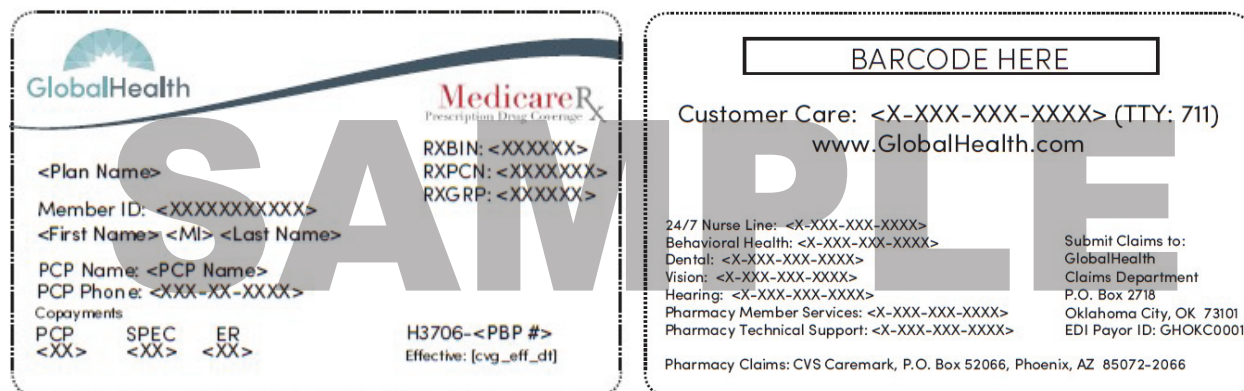 GlobalHealth
MedicareRx
Prescription Drug Coverage
RXBIN: <XXXXXX>
RXPCN: <XXXXXXX>
RXGRP: <XXXXXX>
<Plan Name>
Member ID: <XXXXXXXXXXX>
<First Name> <MI> <Last Name>
PCP Name: <PCP Name>
PCP Phone: <XXX-XX-XXXX>
Copayments
PCP SPEC ER
<XX> <XX> <XX>
H3706-<PBP #>
Effective: [cvg_eff_dt]
BARCODE HERE
Customer Care: <X-XXX-XXX-XXXX> (TTY: 711)
www.GlobalHealth.com
24/7 Nurse Line: <X-XXX-XXX-XXXX>
Behavioral Health: <X-XXX-XXX-XXXX>
Dental: <X-XXX-XXX-XXXX>
Vision: <X-XXX-XXX-XXXX>
Hearing: <X-XXX-XXX-XXXX>
Pharmacy Member Services: <X-XXX-XXX-XXXX>
Pharmacy Technical Support: <X-XXX-XXX-XXXX>
Submit Claims to:
GlobalHealth
Claims Department
P.O. Box 2718
Oklahoma City, OK 73101
EDI Payor ID: GHOKC0001
Pharmacy Claims: CVS Caremark, P.O. Box 52066, Phoenix, AZ 85072-2066
SAMPLE